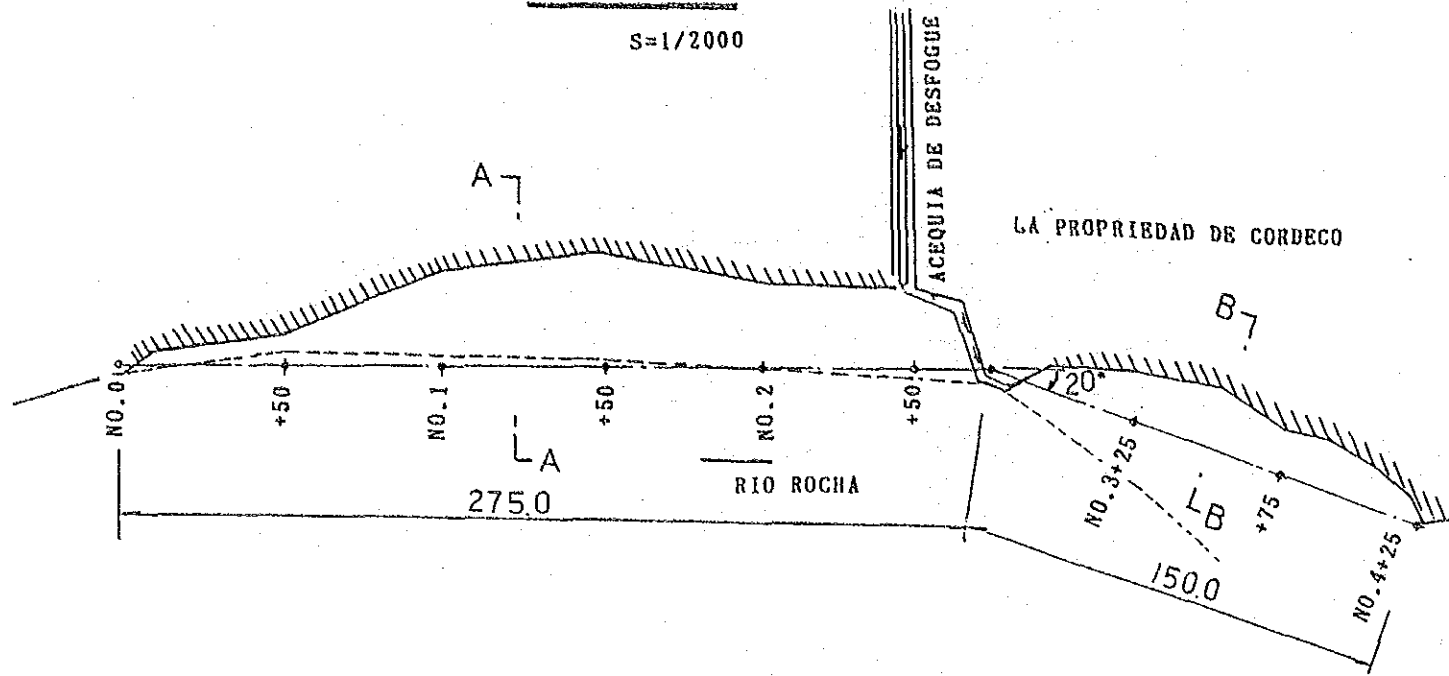 S=1/2000
ACEQUIA DE DESFOGUE
A
LA PROPRIEDAD DE CORDECO
B
20°
NO.0
+50
NO.1
+50
NO.2
+50
A
RIO ROCHA
275.0
NO.3+25
B
+75
NO.4+25
150.0